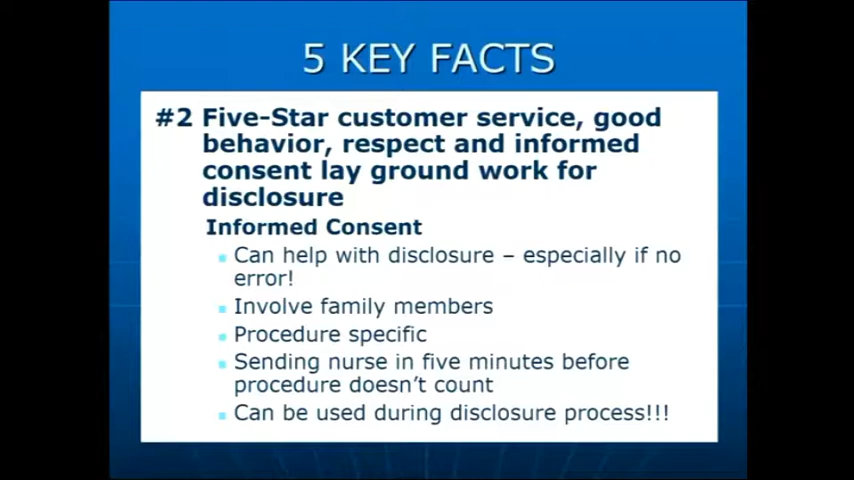 5 KEY FACTS
#2 Five-Star customer service, good
behavior, respect and informed
consent lay ground work for
disclosure
Informed Consent
Can help with disclosure – especially if no
error!
Involve family members
Procedure specific
Sending nurse in five minutes before
procedure doesn't count
Can be used during disclosure process!!!